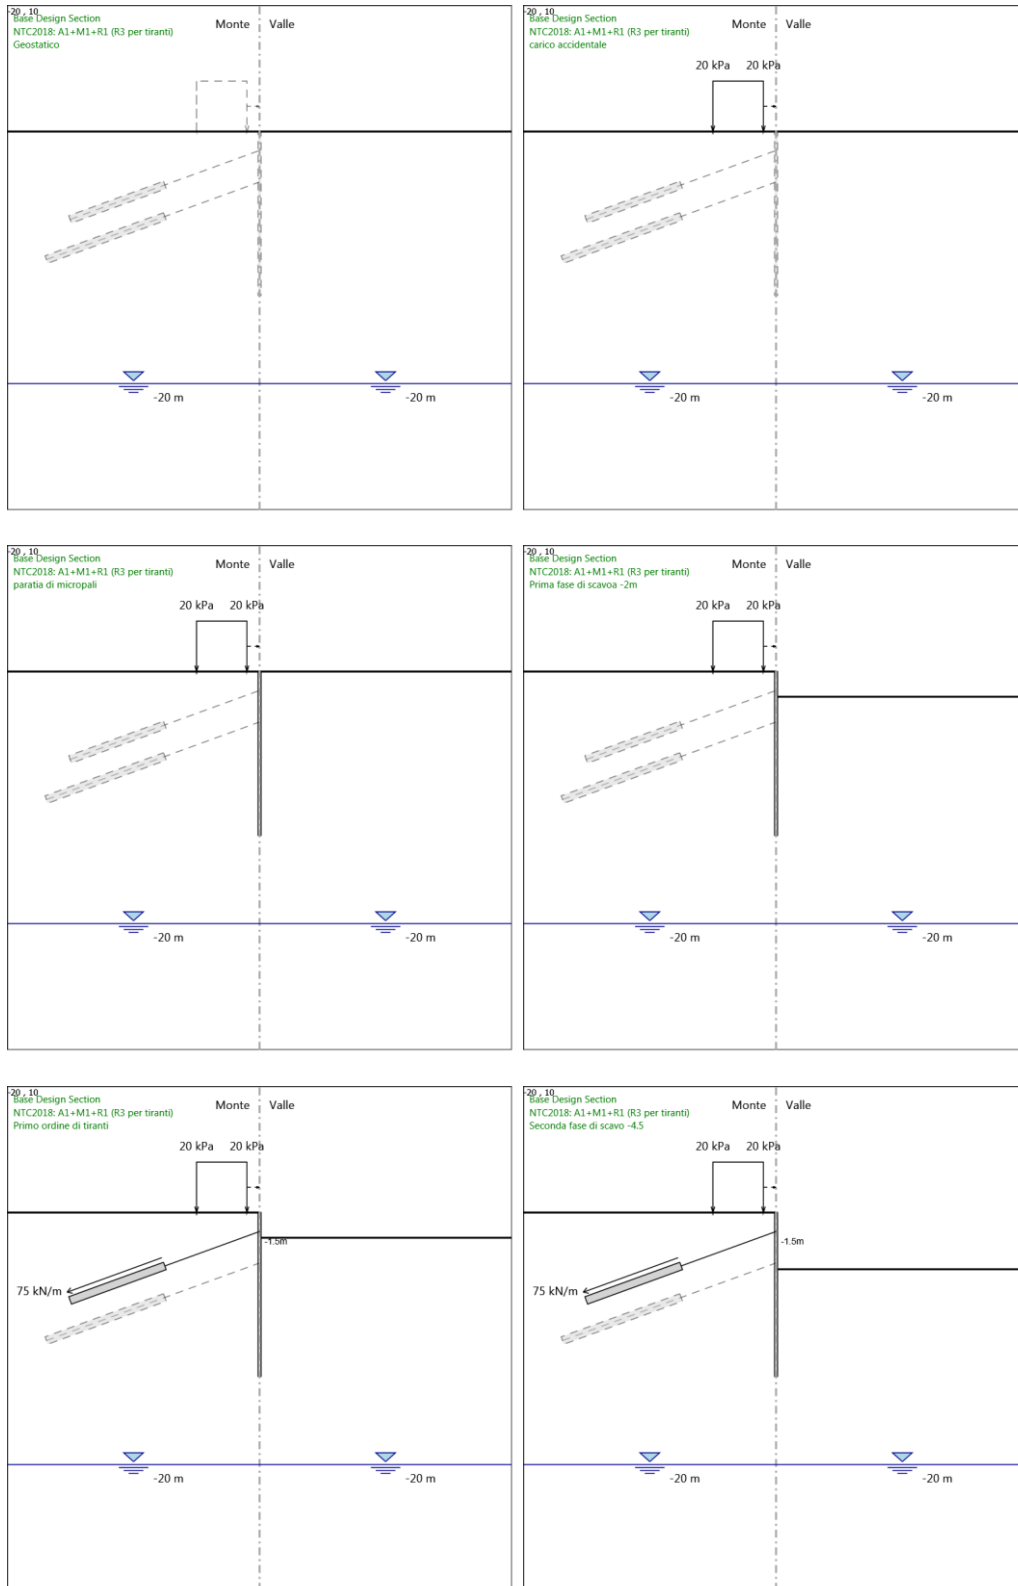 -20 , 10
Base Design Section
NTC2018: A1+M1+R1 (R3 per tiranti)
Geostatico
Monte
Valle
-20 m
-20 m
-20 , 10
Base Design Section
NTC2018: A1+M1+R1 (R3 per tiranti)
carico accidentale
Monte
Valle
20 kPa
20 kPa
-20 m
-20 m
-20 , 10
Base Design Section
NTC2018: A1+M1+R1 (R3 per tiranti)
paratia di micropali
Monte
Valle
20 kPa
20 kPa
-20 m
-20 m
-20 , 10
Base Design Section
NTC2018: A1+M1+R1 (R3 per tiranti)
Prima fase di scavoa -2m
Monte
Valle
20 kPa
20 kPa
-20 m
-20 m
-20 , 10
Base Design Section
NTC2018: A1+M1+R1 (R3 per tiranti)
Primo ordine di tiranti
Monte
Valle
20 kPa
20 kPa
-1.5m
75 kN/m
-20 m
-20 m
-20 , 10
Base Design Section
NTC2018: A1+M1+R1 (R3 per tiranti)
Seconda fase di scavo -4.5
Monte
Valle
20 kPa
20 kPa
-1.5m
75 kN/m
-20 m
-20 m